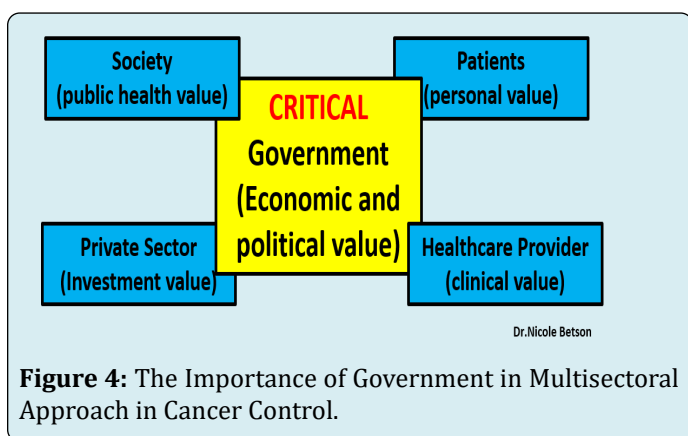 Society
(public health value)
Patients
(personal value)
CRITICAL
Government
(Economic and
political value)
Private Sector
(Investment value)
Healthcare Provider
(clinical value)
Dr.Nicole Betson
Figure 4: The Importance of Government in Multisectoral
Approach in Cancer Control.